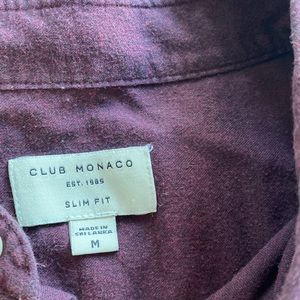 CLUB MONACO
EST. 1985
SLIM FIT
MADE IN
SRI LANKA
M